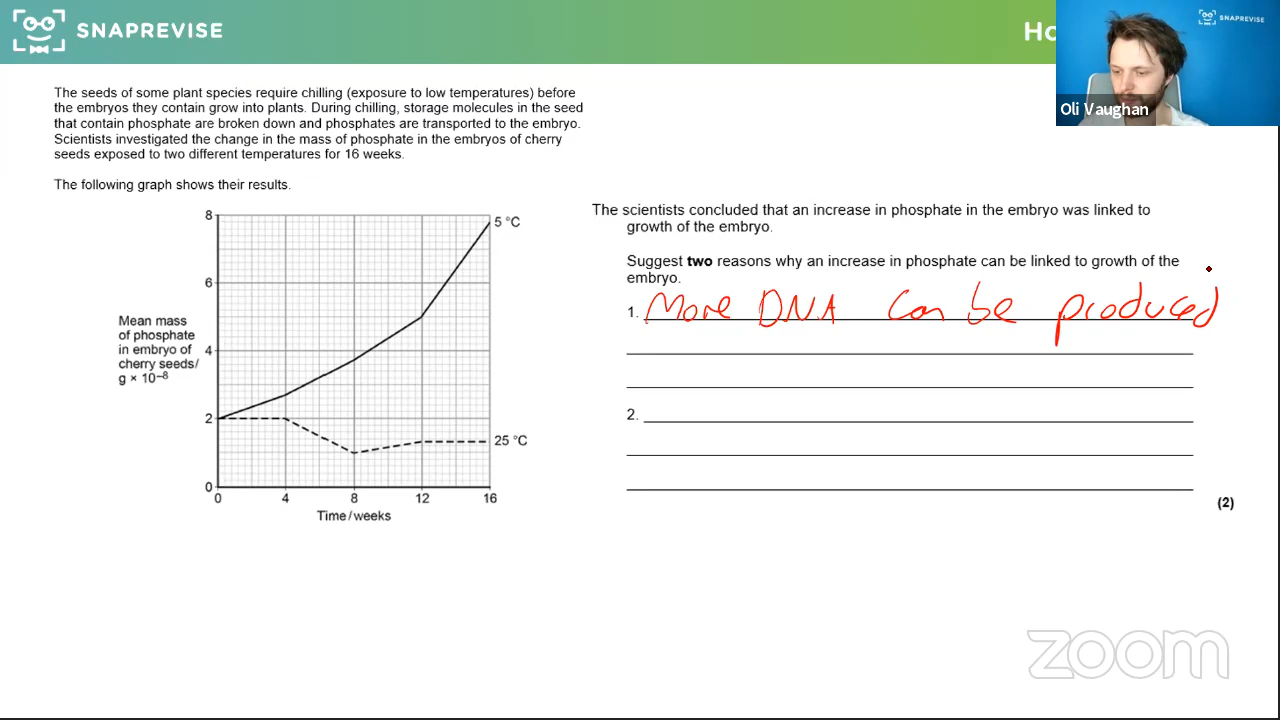 SNAPREVISE
Ho
SNAPREVISE
Oli Vaughan
The seeds of some plant species require chilling (exposure to low temperatures) before
the embryos they contain grow into plants. During chilling, storage molecules in the seed
that contain phosphate are broken down and phosphates are transported to the embryo.
Scientists investigated the change in the mass of phosphate in the embryos of cherry
seeds exposed to two different temperatures for 16 weeks.
The following graph shows their results.
8
5 °C
6
Mean mass
of phosphate
in embryo of
cherry seeds/
g × 10⁻⁸
4
2
25 °C
0
0 4 8 12 16
Time/weeks
The scientists concluded that an increase in phosphate in the embryo was linked to
growth of the embryo.
Suggest two reasons why an increase in phosphate can be linked to growth of the
embryo.
1. More DNA can be produced
2.
(2)
zoom